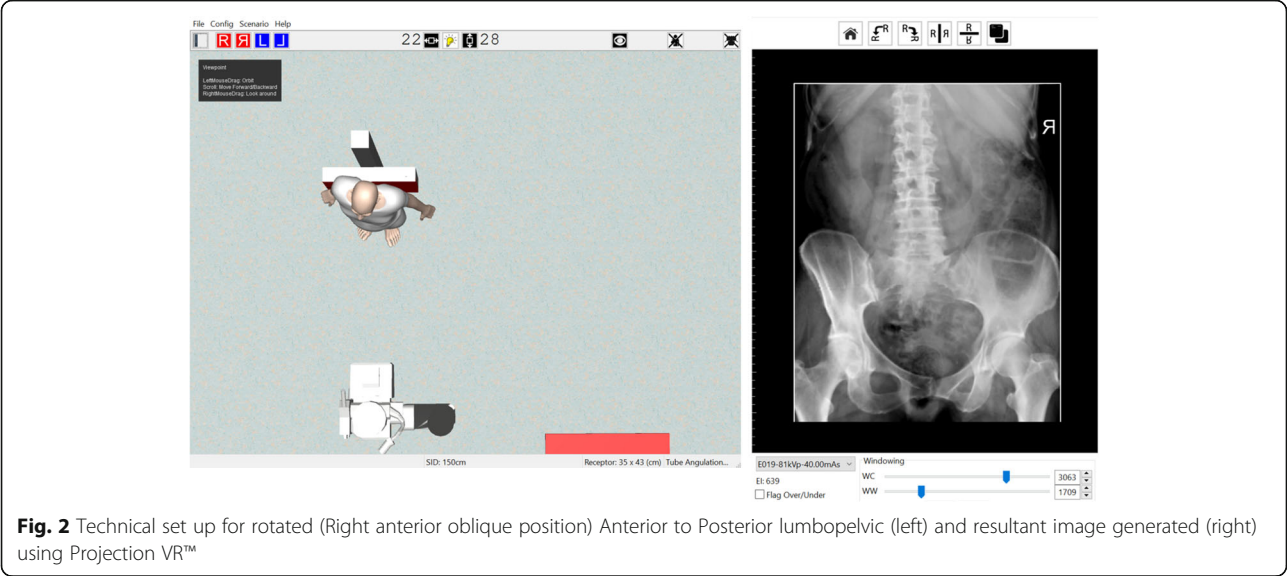 File Config Scenario Help
R Я L ⅃
22 28
Viewpoint
LeftMouseDrag: Orbit
Scroll: Move Forward/Backward
RightMouseDrag: Look around
SID: 150cm Receptor: 35 x 43 (cm) Tube Angulation...
R R R Я R R
Я
E019-81kVp-40.00mAs
EI: 639
Flag Over/Under
Windowing
WC 3063
WW 1709
Fig. 2 Technical set up for rotated (Right anterior oblique position) Anterior to Posterior lumbopelvic (left) and resultant image generated (right)
using Projection VR™